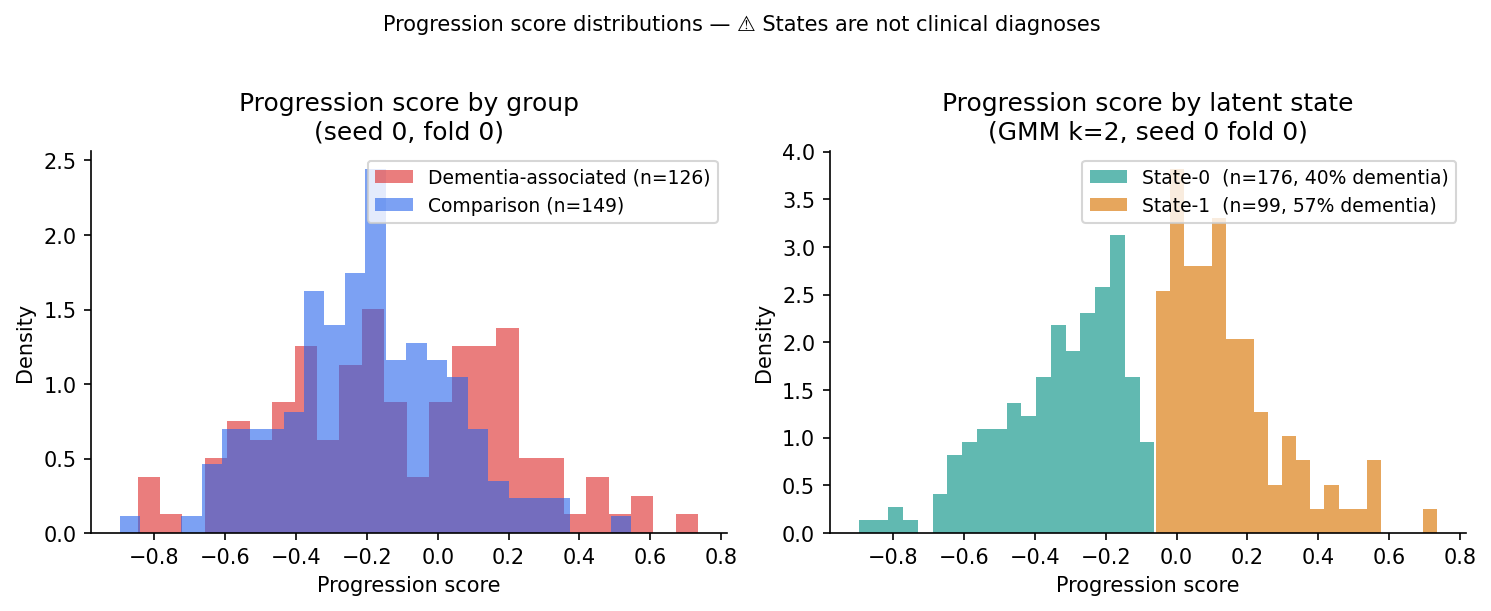 Progression score distributions — ⚠ States are not clinical diagnoses
Progression score by group
(seed 0, fold 0)
2.5
2.0
1.5
1.0
0.5
0.0
Density
Dementia-associated (n=126)
Comparison (n=149)
−0.8 −0.6 −0.4 −0.2 0.0 0.2 0.4 0.6 0.8
Progression score
Progression score by latent state
(GMM k=2, seed 0 fold 0)
4.0
3.5
3.0
2.5
2.0
1.5
1.0
0.5
0.0
Density
State-0 (n=176, 40% dementia)
State-1 (n=99, 57% dementia)
−0.8 −0.6 −0.4 −0.2 0.0 0.2 0.4 0.6 0.8
Progression score